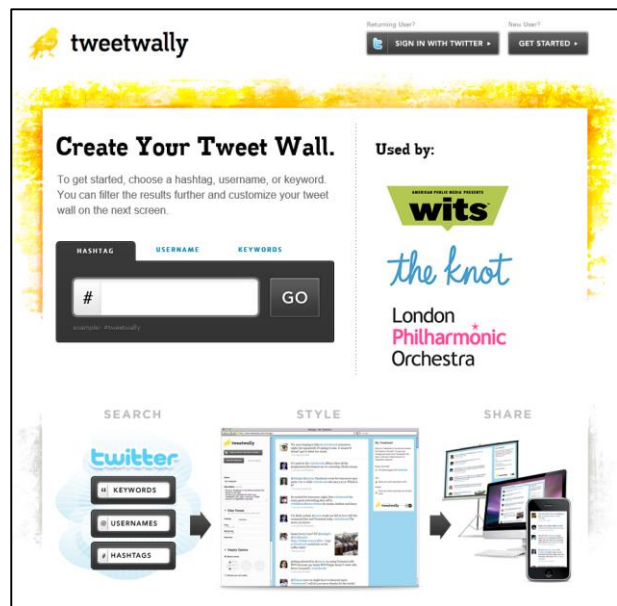 tweetwally
Returning User?
SIGN IN WITH TWITTER
New User?
GET STARTED
Create Your Tweet Wall.
To get started, choose a hashtag, username, or keyword.
You can filter the results further and customize your tweet
wall on the next screen.
HASHTAG
USERNAME
KEYWORDS
#
GO
example: #tweetwally
Used by:
AMERICAN PUBLIC MEDIA PRESENTS
wits
the knot
London
Philharmonic
Orchestra
SEARCH
twitter
" KEYWORDS
@ USERNAMES
# HASHTAGS
STYLE
tweetwally
SHARE